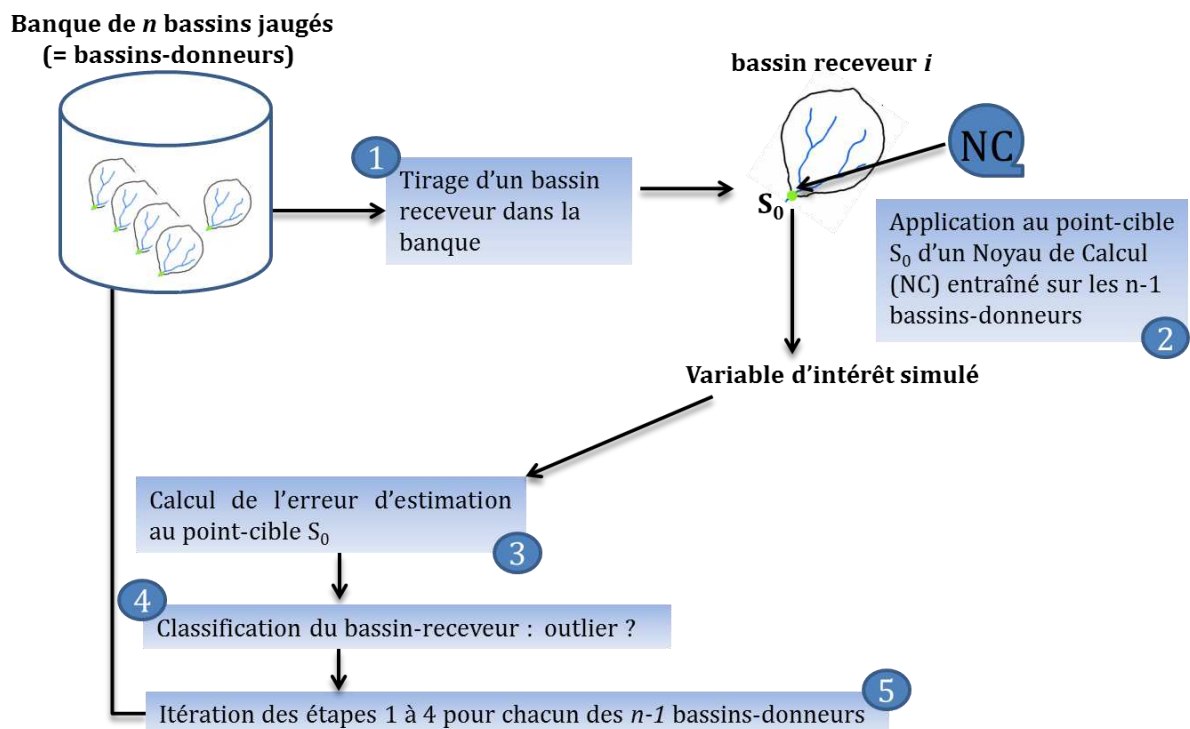 Banque de n bassins jaugés
(= bassins-donneurs)
bassin receveur i
1
Tirage d'un bassin
receveur dans la
banque
NC
S0
Application au point-cible
S0 d'un Noyau de Calcul
(NC) entraîné sur les n-1
bassins-donneurs
2
Variable d'intérêt simulé
Calcul de l'erreur d'estimation
au point-cible S0
3
4
Classification du bassin-receveur : outlier ?
5
Itération des étapes 1 à 4 pour chacun des n-1 bassins-donneurs